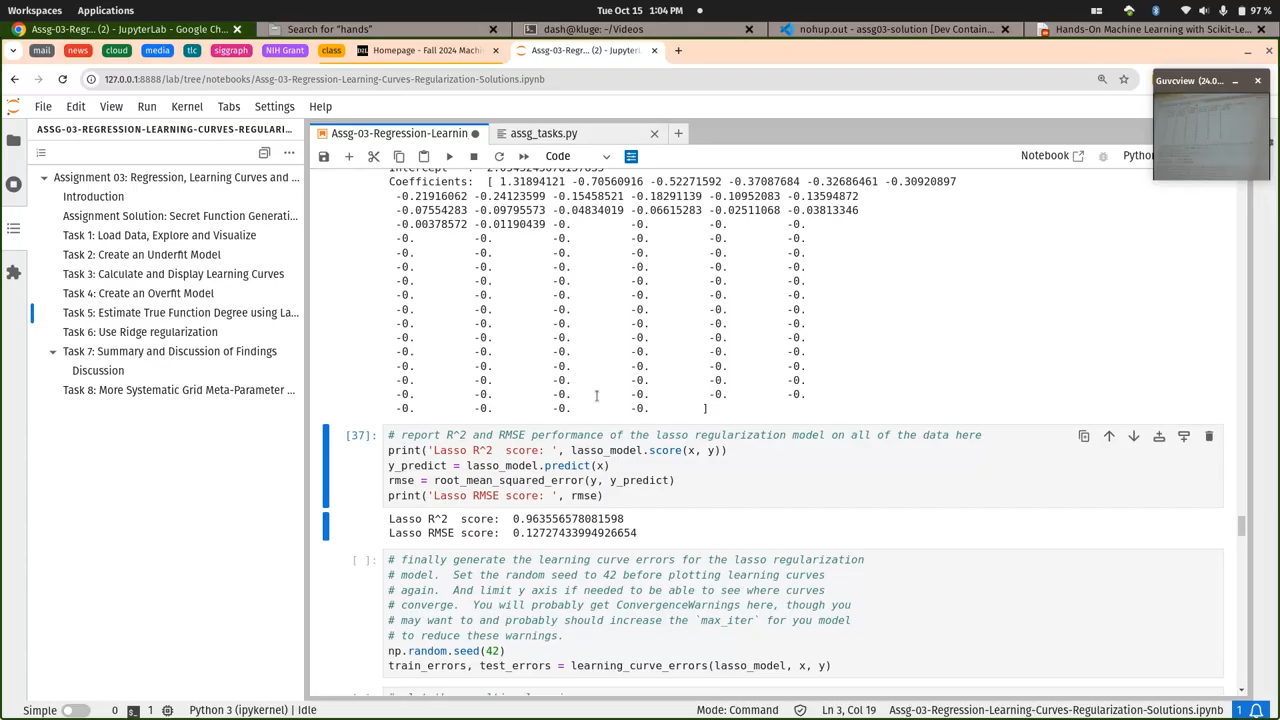 Workspaces Applications Tue Oct 15 1:04 PM 97 %
Assg-03-Regr... (2) - JupyterLab - Google Ch... Search for "hands" dash@kluge: ~/Videos nohup.out - assg03-solution [Dev Contain... Hands-On Machine Learning with Scikit-Le...
mail news cloud media tlc siggraph NIH Grant class Homepage - Fall 2024 Machi Assg-03-Regr... (2) - JupyterL
127.0.0.1:8888/lab/tree/notebooks/Assg-03-Regression-Learning-Curves-Regularization-Solutions.ipynb
Guvcview (24.0...
File Edit View Run Kernel Tabs Settings Help
ASSG-03-REGRESSION-LEARNING-CURVES-REGULARI...
Assg-03-Regression-Learnin assg_tasks.py
Code Notebook Python
Assignment 03: Regression, Learning Curves and ...
Introduction
Assignment Solution: Secret Function Generati...
Task 1: Load Data, Explore and Visualize
Task 2: Create an Underfit Model
Task 3: Calculate and Display Learning Curves
Task 4: Create an Overfit Model
Task 5: Estimate True Function Degree using La...
Task 6: Use Ridge regularization
Task 7: Summary and Discussion of Findings
Discussion
Task 8: More Systematic Grid Meta-Parameter ...
Coefficients: [ 1.31894121 -0.70560916 -0.52271592 -0.37087684 -0.32686461 -0.30920897
-0.21916062 -0.24123599 -0.15458521 -0.18291139 -0.10952083 -0.13594872
-0.07554283 -0.09795573 -0.04834019 -0.06615283 -0.02511068 -0.03813346
-0.00378572 -0.01190439 -0. -0. -0. -0.
-0. -0. -0. -0. -0. -0.
-0. -0. -0. -0. -0. -0.
-0. -0. -0. -0. -0. -0.
-0. -0. -0. -0. -0. -0.
-0. -0. -0. -0. -0. -0.
-0. -0. -0. -0. -0. -0.
-0. -0. -0. -0. -0. -0.
-0. -0. -0. -0. -0. -0.
-0. -0. -0. -0. -0. -0.
-0. -0. -0. -0. -0. -0.
-0. -0. -0. -0. -0. -0.
-0. -0. -0. -0. -0. -0.
-0. -0. -0. -0. ]
[37]: # report R^2 and RMSE performance of the lasso regularization model on all of the data here
print('Lasso R^2  score: ', lasso_model.score(x, y))
y_predict = lasso_model.predict(x)
rmse = root_mean_squared_error(y, y_predict)
print('Lasso RMSE score: ', rmse)
Lasso R^2  score:  0.963556578081598
Lasso RMSE score:  0.12727433994926654
[ ]: # finally generate the learning curve errors for the lasso regularization
# model.  Set the random seed to 42 before plotting learning curves
# again.  And limit y axis if needed to be able to see where curves
# converge.  You will probably get ConvergenceWarnings here, though you
# may want to and probably should increase the `max_iter` for you model
# to reduce these warnings.
np.random.seed(42)
train_errors, test_errors = learning_curve_errors(lasso_model, x, y)
Simple 0 1 Python 3 (ipykernel) | Idle Mode: Command Ln 3, Col 19 Assg-03-Regression-Learning-Curves-Regularization-Solutions.ipynb 1